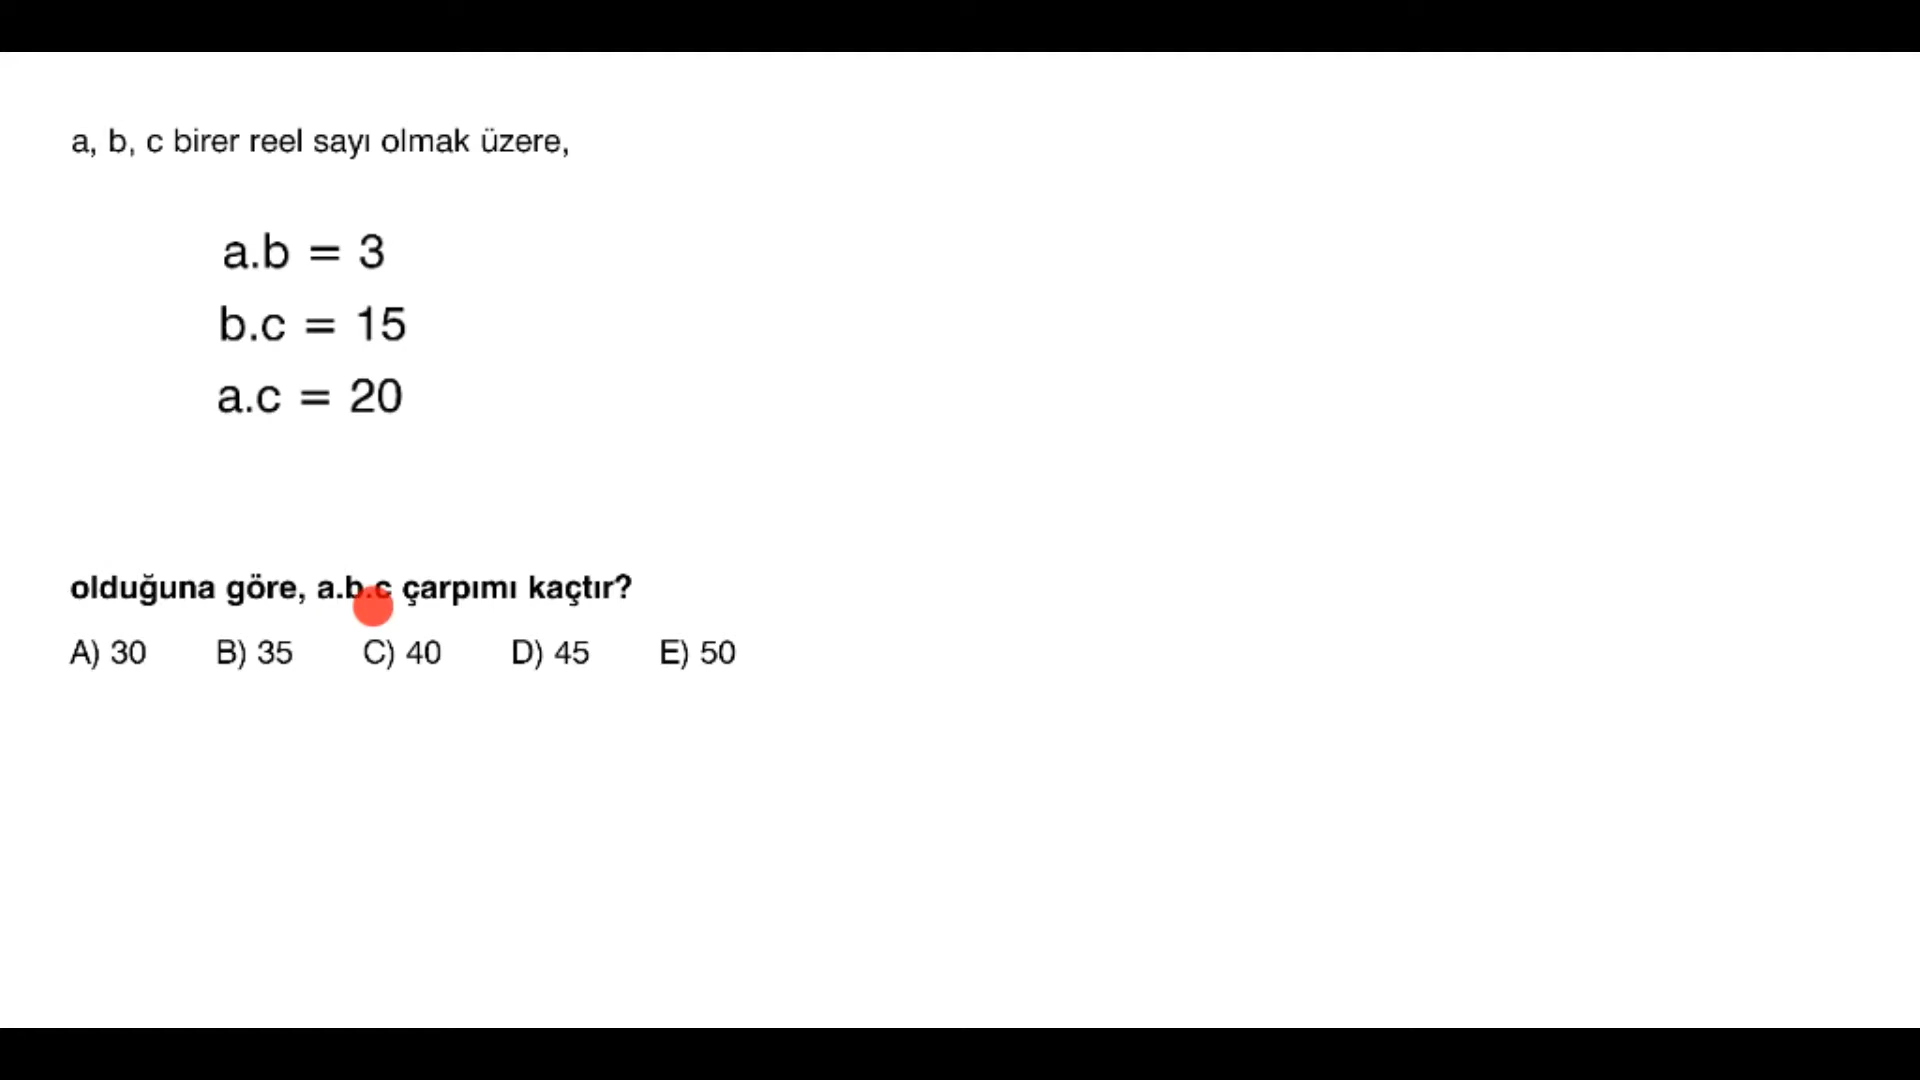 a, b, c birer reel sayı olmak üzere,
a.b = 3
b.c = 15
a.c = 20
olduğuna göre, a.b.c çarpımı kaçtır?
A) 30 B) 35 C) 40 D) 45 E) 50